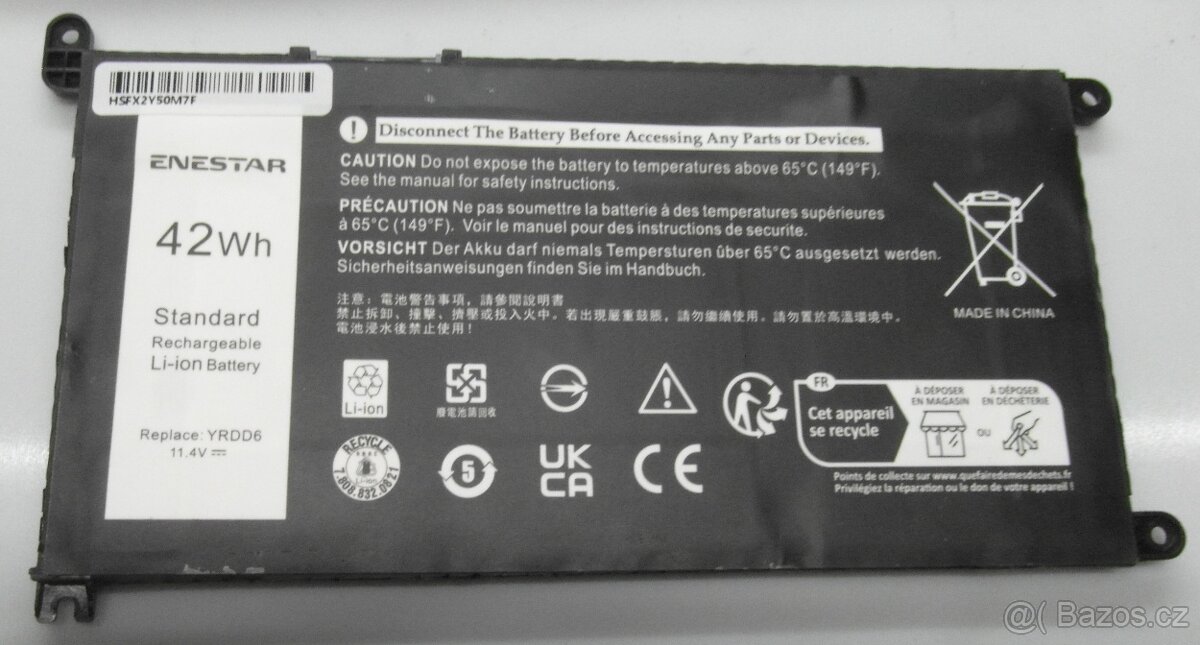 HSFX2Y50M7F
ENESTAR
42Wh
Standard
Rechargeable
Li-ion Battery
Replace: YRDD6
11.4V
! Disconnect The Battery Before Accessing Any Parts or Devices.
CAUTION Do not expose the battery to temperatures above 65°C (149°F).
See the manual for safety instructions.
PRÉCAUTION Ne pas soumettre la batterie à des temperatures supérieures
à 65°C (149°F). Voir le manuel pour des instructions de securite.
VORSICHT Der Akku darf niemals Tempersturen ûber 65°C ausgesetzt werden.
Sicherheitsanweisungen finden Sie im Handbuch.
注意：電池警告事項，請參閱說明書
禁止拆卸、撞擊、擠壓或投入火中。若出現嚴重鼓脹，請勿繼續使用。請勿置於高溫環境中。
電池浸水後禁止使用！
MADE IN CHINA
Li-ion
廢電池請回收
RECYCLE
Li-ion
7.808.832.0821
5
UK
CA
CE
FR
Cet appareil
se recycle
À DÉPOSER
EN MAGASIN
OU
À DÉPOSER
EN DÉCHÈTERIE
Points de collecte sur www.quefairedemesdechets.fr
Privilégiez la réparation ou le don de votre appareil !
@( Bazos.cz